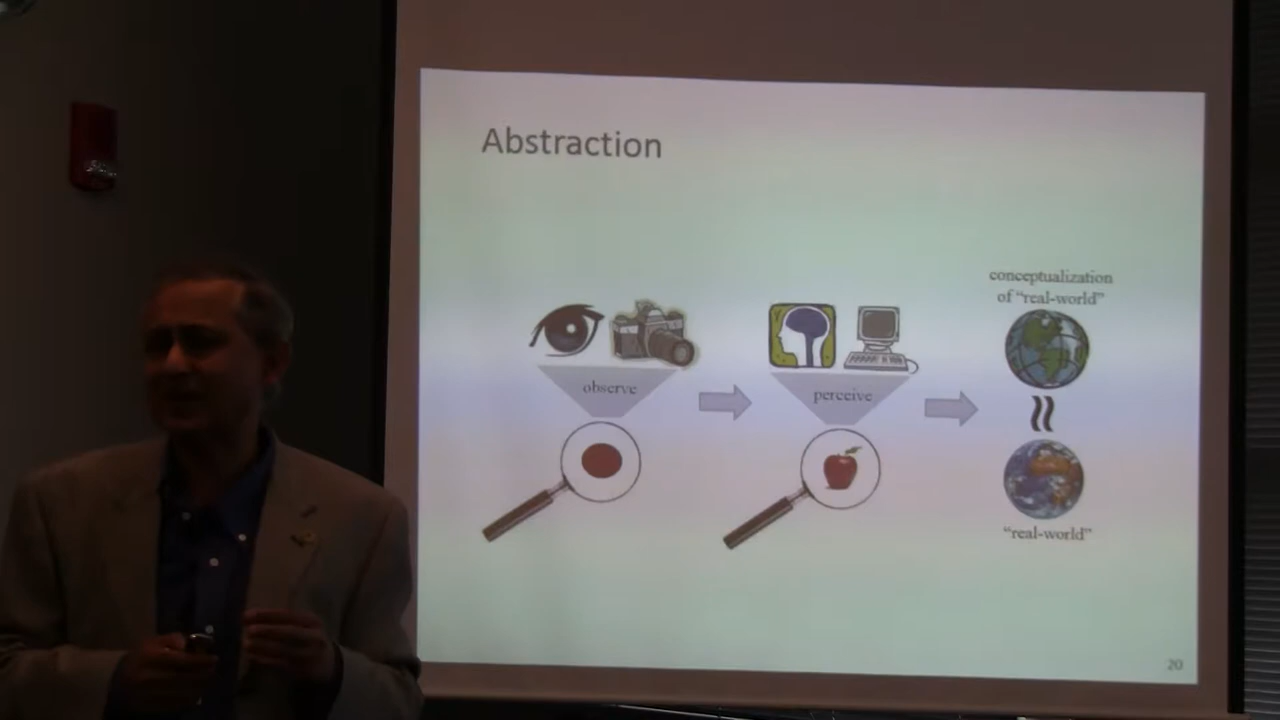 Abstraction
observe
perceive
conceptualization
of “real-world”
“real-world”
20